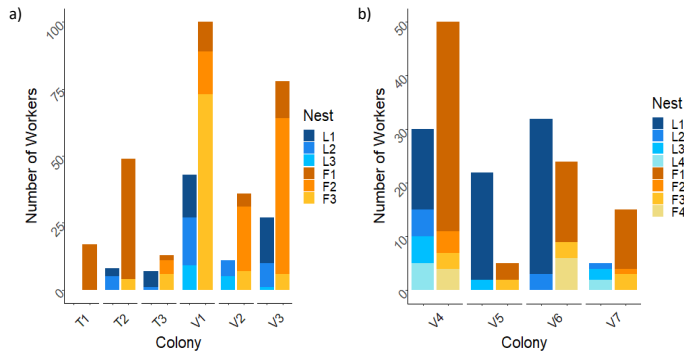 a)
Number of Workers
100
75
50
25
0
T1 T2 T3 V1 V2 V3
Colony
Nest
L1
L2
L3
F1
F2
F3
b)
Number of Workers
50
40
30
20
10
0
V4 V5 V6 V7
Colony
Nest
L1
L2
L3
L4
F1
F2
F3
F4